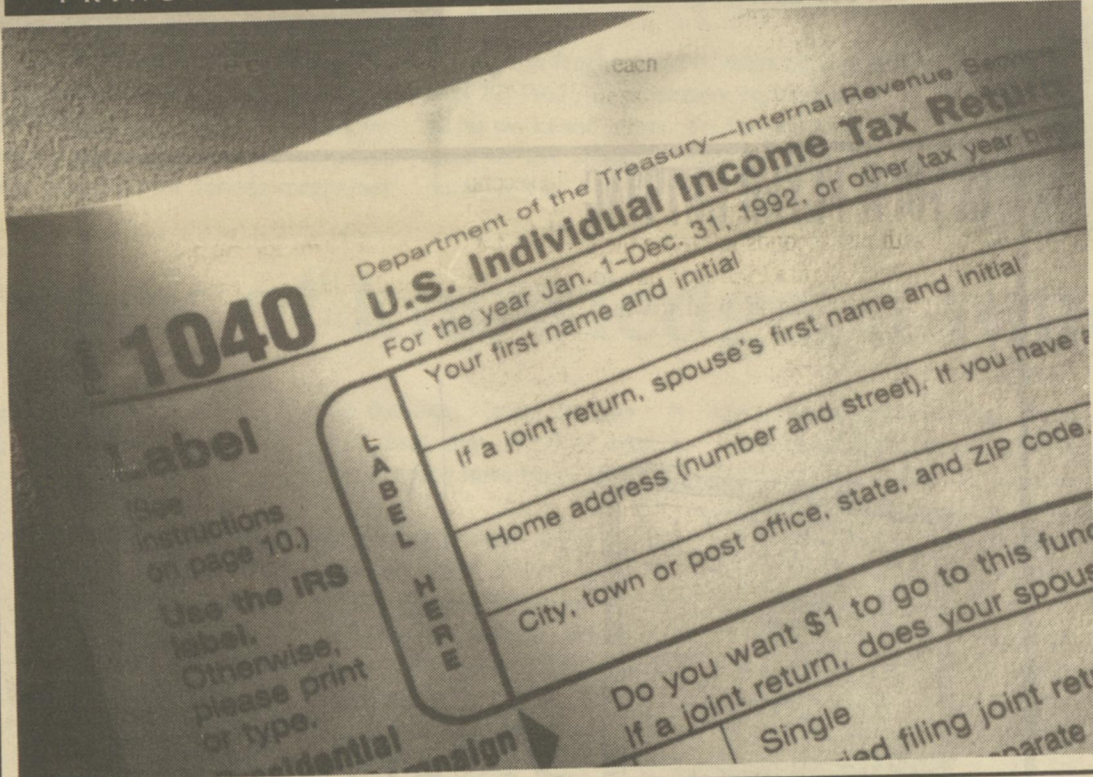 Department of the Treasury—Internal Revenue Service
1040
U.S. Individual Income Tax Return
For the year Jan. 1–Dec. 31, 1992, or other tax year
Label
(See
instructions
on page 10.)
Use the IRS
label.
Otherwise,
please print
or type.
LABEL HERE
Your first name and initial
If a joint return, spouse's first name and initial
Home address (number and street). If you have a
City, town or post office, state, and ZIP code.
Do you want $1 to go to this fund
If a joint return, does your spouse
Single
ied filing joint ret
parate